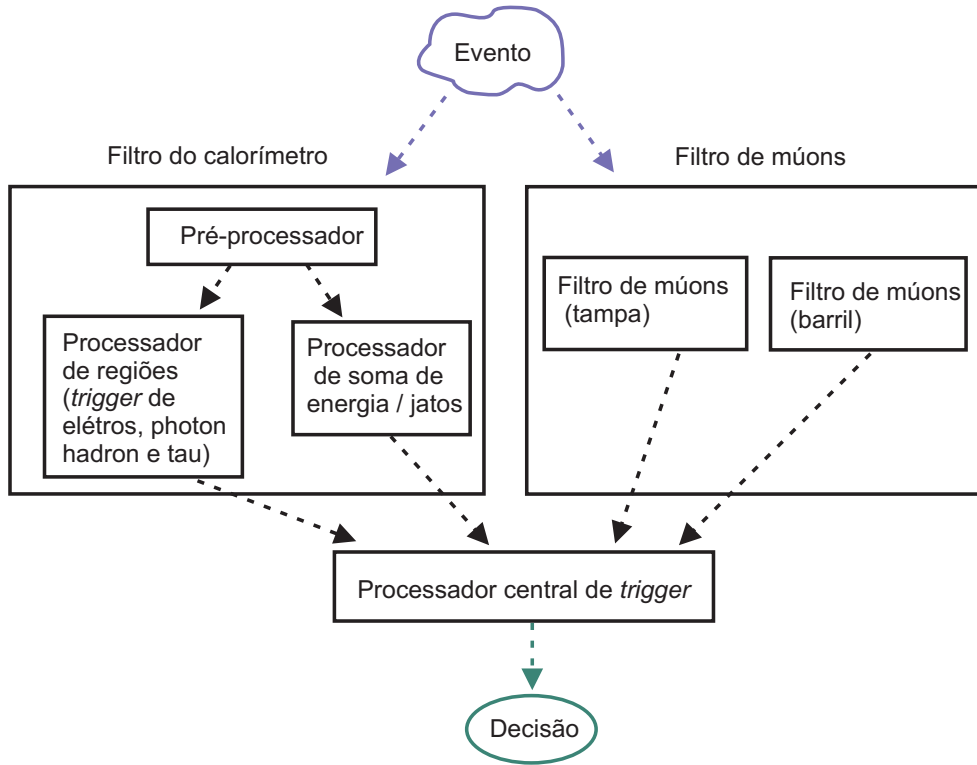 Evento
Filtro do calorímetro
Filtro de múons
Pré-processador
Processador
de regiões
(trigger de
elétros, photon
hadron e tau)
Processador
de soma de
energia / jatos
Filtro de múons
(tampa)
Filtro de múons
(barril)
Processador central de trigger
Decisão